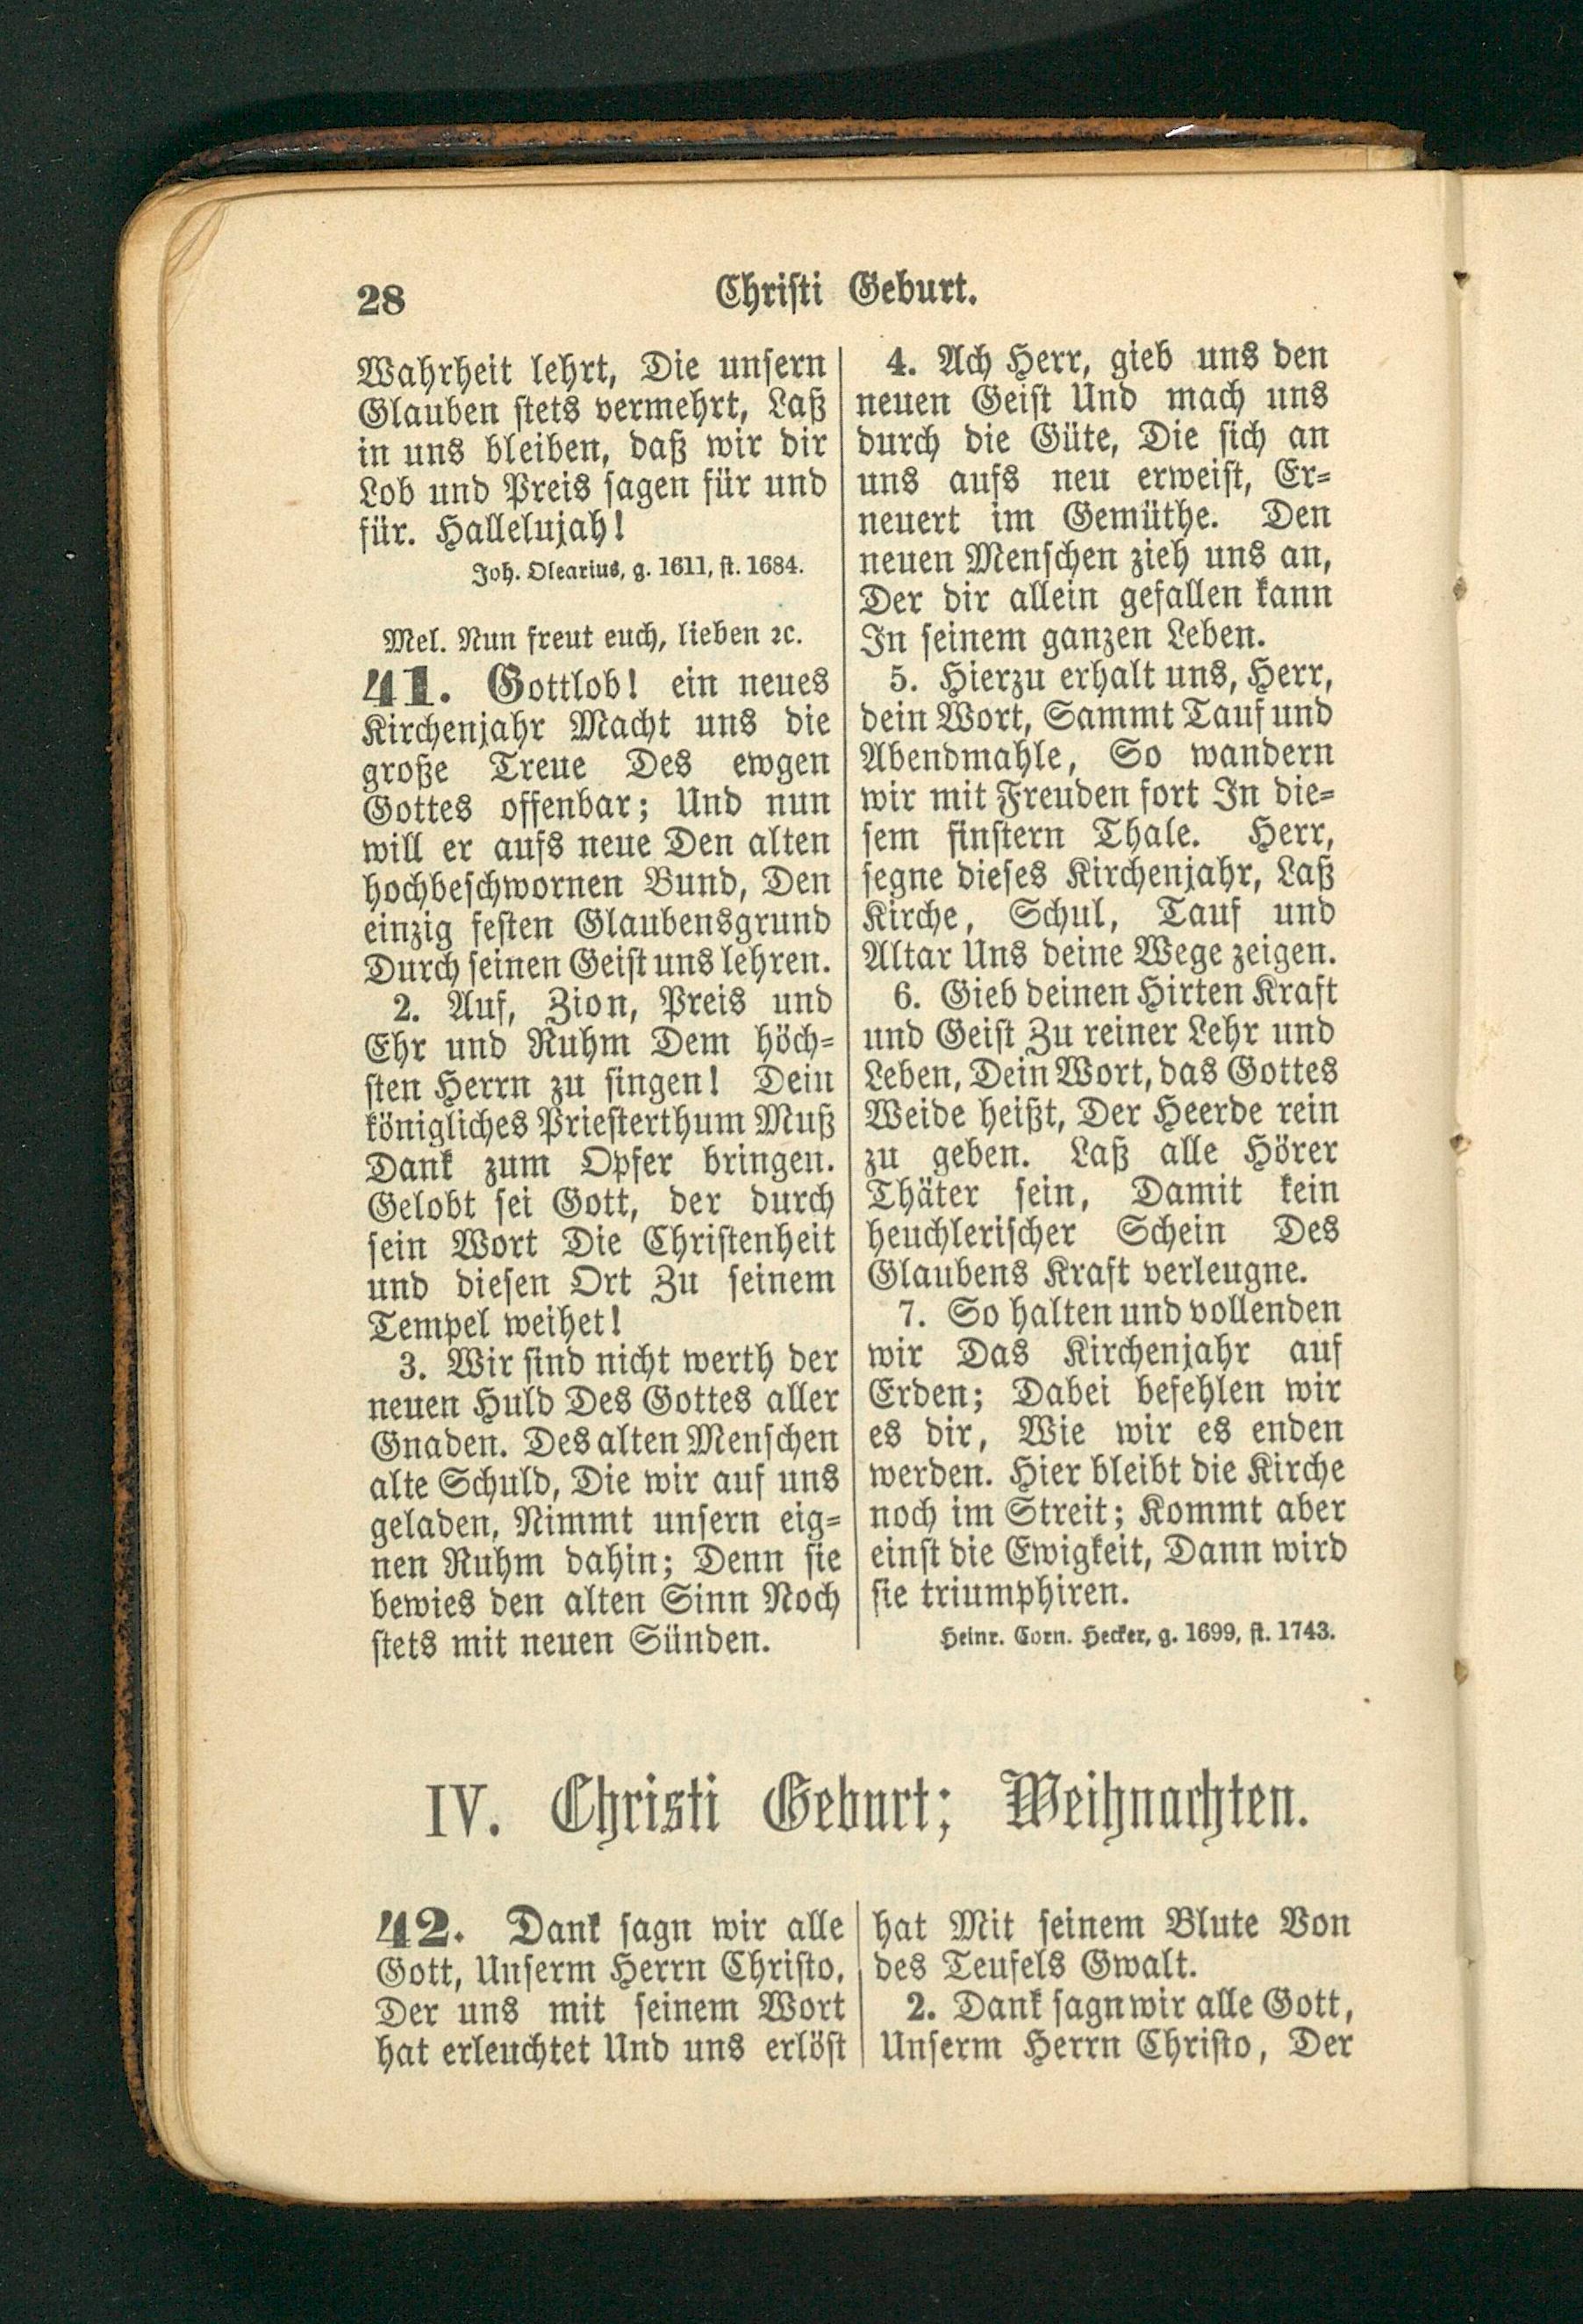 28
Christi Geburt.
Wahrheit lehrt, Die unsern
Glauben stets vermehrt, Laß
in uns bleiben, daß wir dir
Lob und Preis sagen für und
für. Hallelujah!
Joh. Olearius, g. 1611, st. 1684.
Mel. Nun freut euch, lieben ꝛc.
41. Gottlob! ein neues
Kirchenjahr Macht uns die
große Treue Des ewgen
Gottes offenbar; Und nun
will er aufs neue Den alten
hochbeschwornen Bund, Den
einzig festen Glaubensgrund
Durch seinen Geist uns lehren.
2. Auf, Zion, Preis und
Ehr und Ruhm Dem höch=
sten Herrn zu singen! Dein
königliches Priesterthum Muß
Dank zum Opfer bringen.
Gelobt sei Gott, der durch
sein Wort Die Christenheit
und diesen Ort Zu seinem
Tempel weihet!
3. Wir sind nicht werth der
neuen Huld Des Gottes aller
Gnaden. Des alten Menschen
alte Schuld, Die wir auf uns
geladen, Nimmt unsern eig=
nen Ruhm dahin; Denn sie
bewies den alten Sinn Noch
stets mit neuen Sünden.
4. Ach Herr, gieb uns den
neuen Geist Und mach uns
durch die Güte, Die sich an
uns aufs neu erweist, Er=
neuert im Gemüthe. Den
neuen Menschen zieh uns an,
Der dir allein gefallen kann
In seinem ganzen Leben.
5. Hierzu erhalt uns, Herr,
dein Wort, Sammt Tauf und
Abendmahle, So wandern
wir mit Freuden fort In die=
sem finstern Thale. Herr,
segne dieses Kirchenjahr, Laß
Kirche, Schul, Tauf und
Altar Uns deine Wege zeigen.
6. Gieb deinen Hirten Kraft
und Geist Zu reiner Lehr und
Leben, Dein Wort, das Gottes
Weide heißt, Der Heerde rein
zu geben. Laß alle Hörer
Thäter sein, Damit kein
heuchlerischer Schein Des
Glaubens Kraft verleugne.
7. So halten und vollenden
wir Das Kirchenjahr auf
Erden; Dabei befehlen wir
es dir, Wie wir es enden
werden. Hier bleibt die Kirche
noch im Streit; Kommt aber
einst die Ewigkeit, Dann wird
sie triumphiren.
Heinr. Corn. Hecker, g. 1699, st. 1743.
IV. Christi Geburt; Weihnachten.
42. Dank sagn wir alle
Gott, Unserm Herrn Christo,
Der uns mit seinem Wort
hat erleuchtet Und uns erlöst
hat Mit seinem Blute Von
des Teufels Gwalt.
2. Dank sagn wir alle Gott,
Unserm Herrn Christo, Der